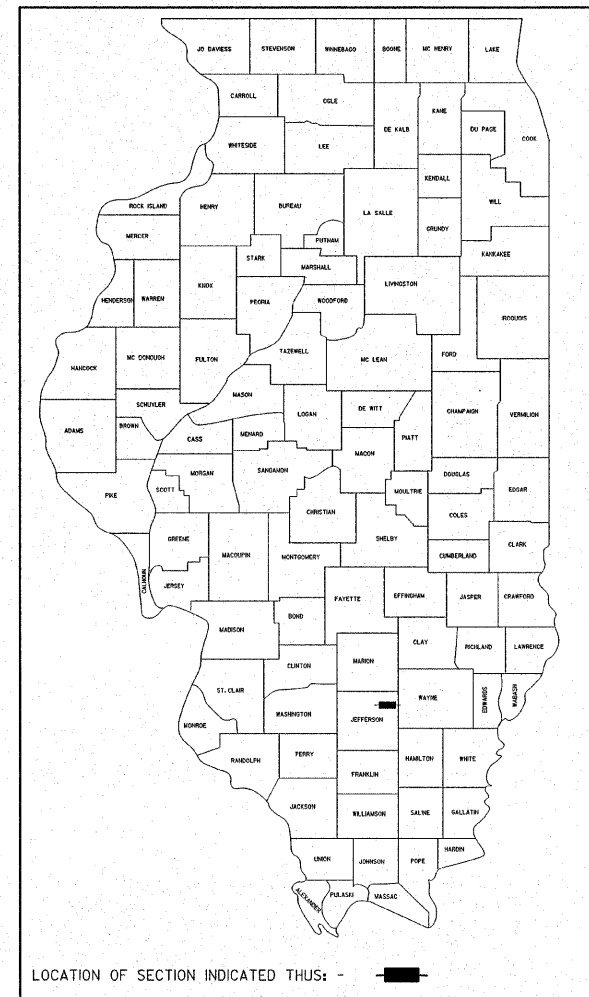 JO DAVIESS STEVENSON WINNEBAGO BOONE MC HENRY LAKE
CARROLL OGLE DE KALB KANE DU PAGE COOK
WHITESIDE LEE
KENDALL WILL
ROCK ISLAND HENRY BUREAU LA SALLE GRUNDY
MERCER PUTNAM KANKAKEE
STARK MARSHALL
HENDERSON WARREN KNOX PEORIA WOODFORD LIVINGSTON IROQUOIS
HANCOCK MC DONOUGH FULTON TAZEWELL MC LEAN FORD
SCHUYLER MASON LOGAN DE WITT CHAMPAIGN VERMILION
ADAMS BROWN CASS MENARD PIATT
MORGAN SANGAMON MACON DOUGLAS
PIKE SCOTT MOULTRIE EDGAR
CHRISTIAN COLES
GREENE MACOUPIN MONTGOMERY SHELBY CUMBERLAND CLARK
CALHOUN JERSEY FAYETTE EFFINGHAM JASPER CRAWFORD
MADISON BOND CLAY RICHLAND LAWRENCE
CLINTON MARION
ST. CLAIR WAYNE EDWARDS WABASH
MONROE WASHINGTON JEFFERSON
RANDOLPH PERRY HAMILTON WHITE
FRANKLIN
JACKSON WILLIAMSON SALINE GALLATIN
UNION JOHNSON POPE HARDIN
ALEXANDER PULASKI MASSAC
LOCATION OF SECTION INDICATED THUS: -